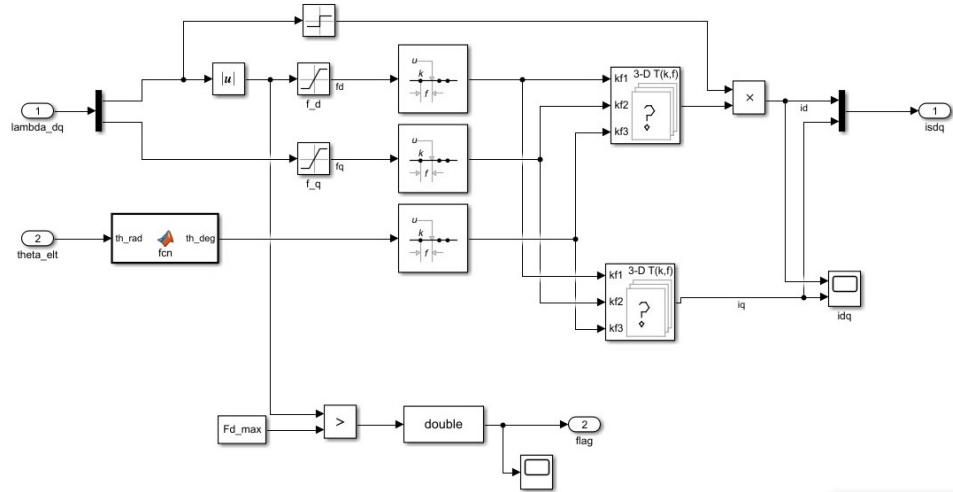 |u|
f_d
fd
u
k
f
3-D T(k,f)
kf1
kf2
kf3
?
×
id
1
lambda_dq
1
isdq
f_q
fq
u
k
f
2
theta_elt
th_rad
fcn
th_deg
u
k
f
3-D T(k,f)
kf1
kf2
kf3
?
iq
idq
Fd_max
>
double
2
flag